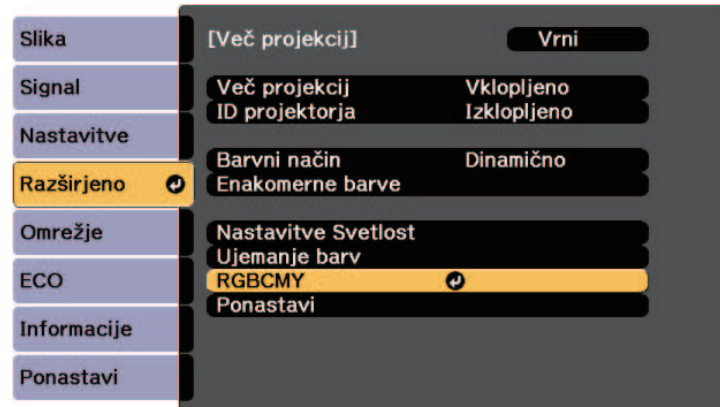 Slika
Signal
Nastavitve
Razširjeno
Omrežje
ECO
Informacije
Ponastavi
[Več projekcij] Vrni
Več projekcij Vklopljeno
ID projektorja Izklopljeno
Barvni način Dinamično
Enakomerne barve
Nastavitve Svetlost
Ujemanje barv
RGBCMY
Ponastavi